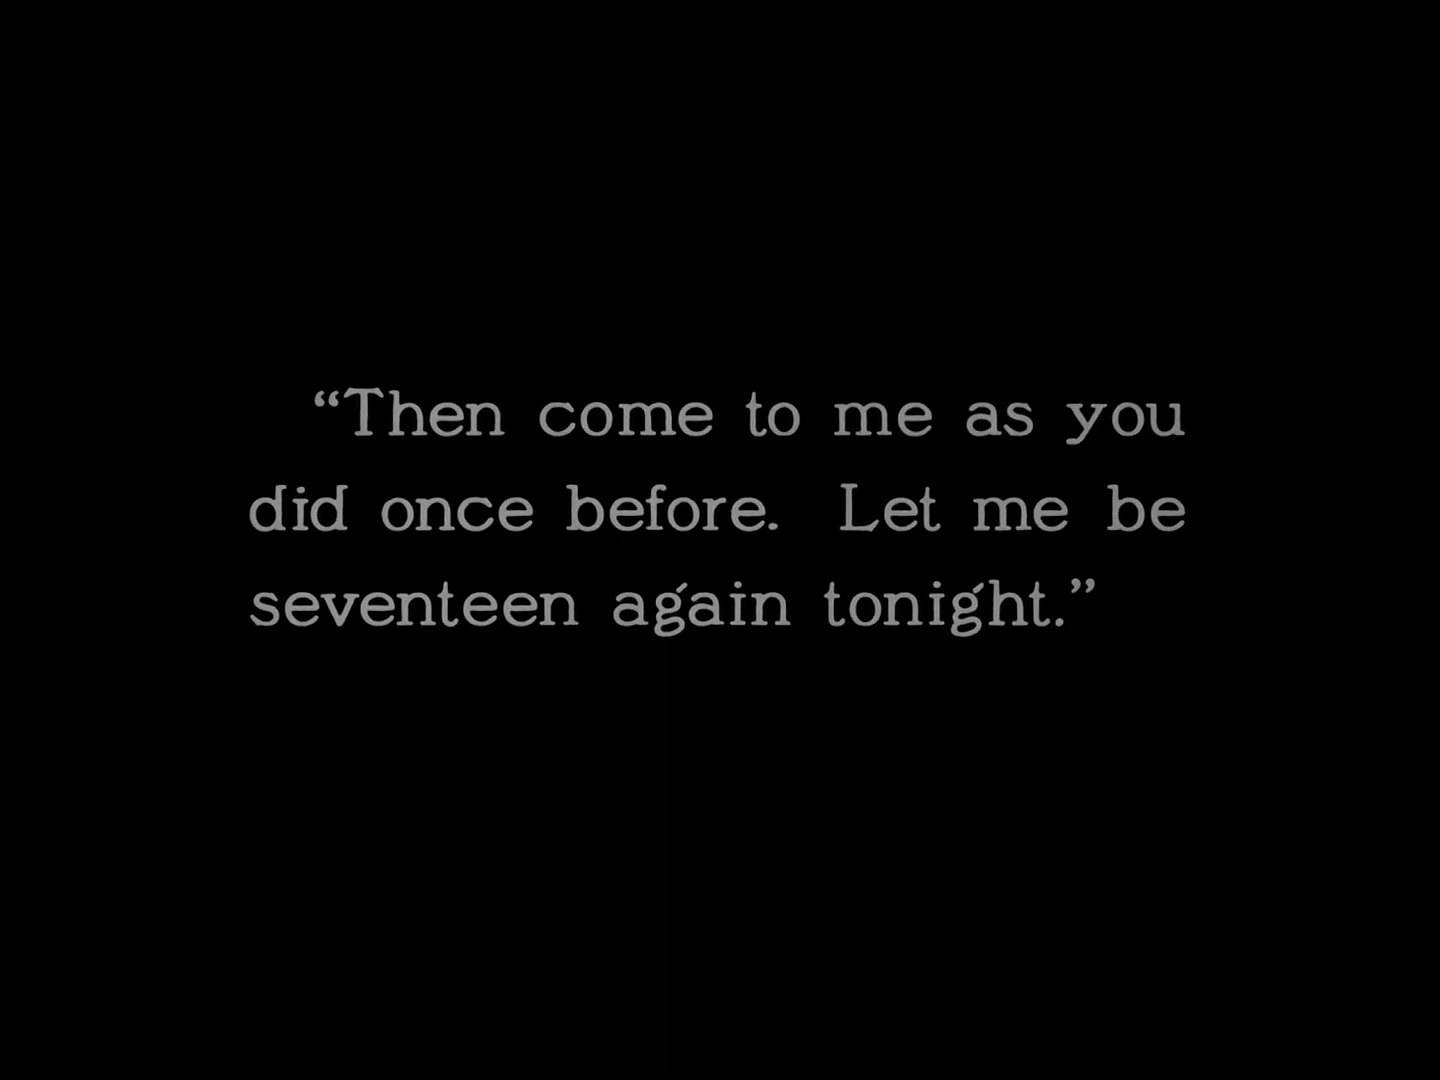 “Then come to me as you
did once before.  Let me be
seventeen again tonight.”